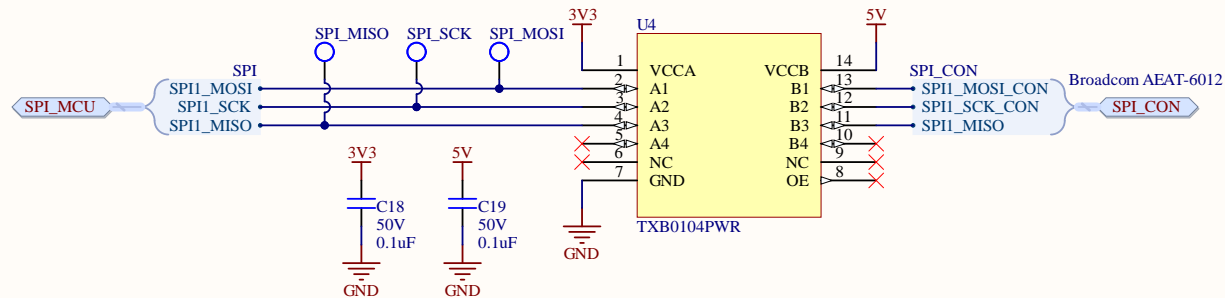 3V3
U4
5V
SPI_MISO
SPI_SCK
SPI_MOSI
SPI
1
VCCA
VCCB
14
SPI_CON
Broadcom AEAT-6012
SPI1_MOSI
2
A1
B1
13
SPI1_MOSI_CON
SPI_MCU
SPI1_SCK
3
A2
B2
12
SPI1_SCK_CON
SPI_CON
SPI1_MISO
4
A3
B3
11
SPI1_MISO
5
A4
B4
10
6
NC
NC
9
7
GND
OE
8
3V3
5V
C18
50V
0.1uF
C19
50V
0.1uF
TXB0104PWR
GND
GND
GND